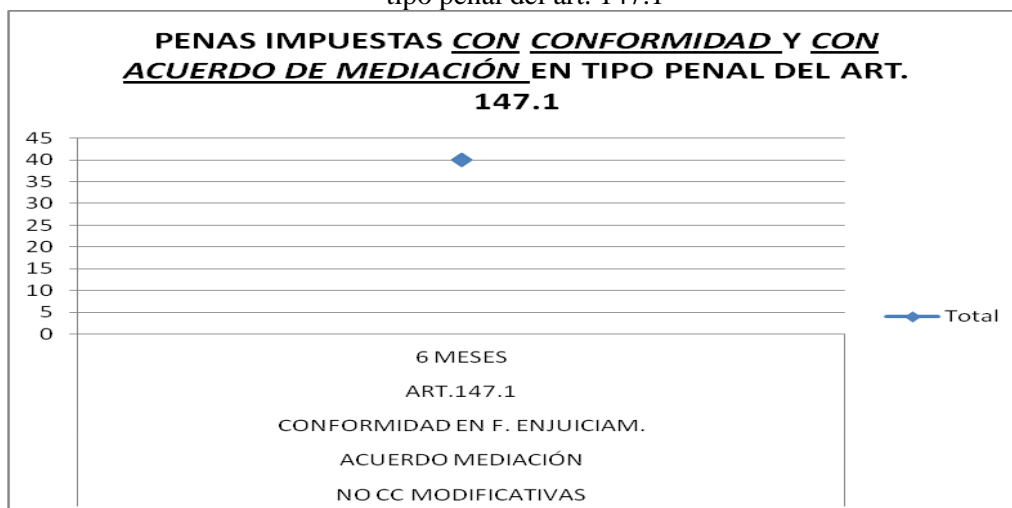 tipo penal del art. 147.1
PENAS IMPUESTAS CON CONFORMIDAD Y CON
ACUERDO DE MEDIACIÓN EN TIPO PENAL DEL ART.
147.1
45
40
35
30
25
20
15
10
5
0
Total
6 MESES
ART.147.1
CONFORMIDAD EN F. ENJUICIAM.
ACUERDO MEDIACIÓN
NO CC MODIFICATIVAS